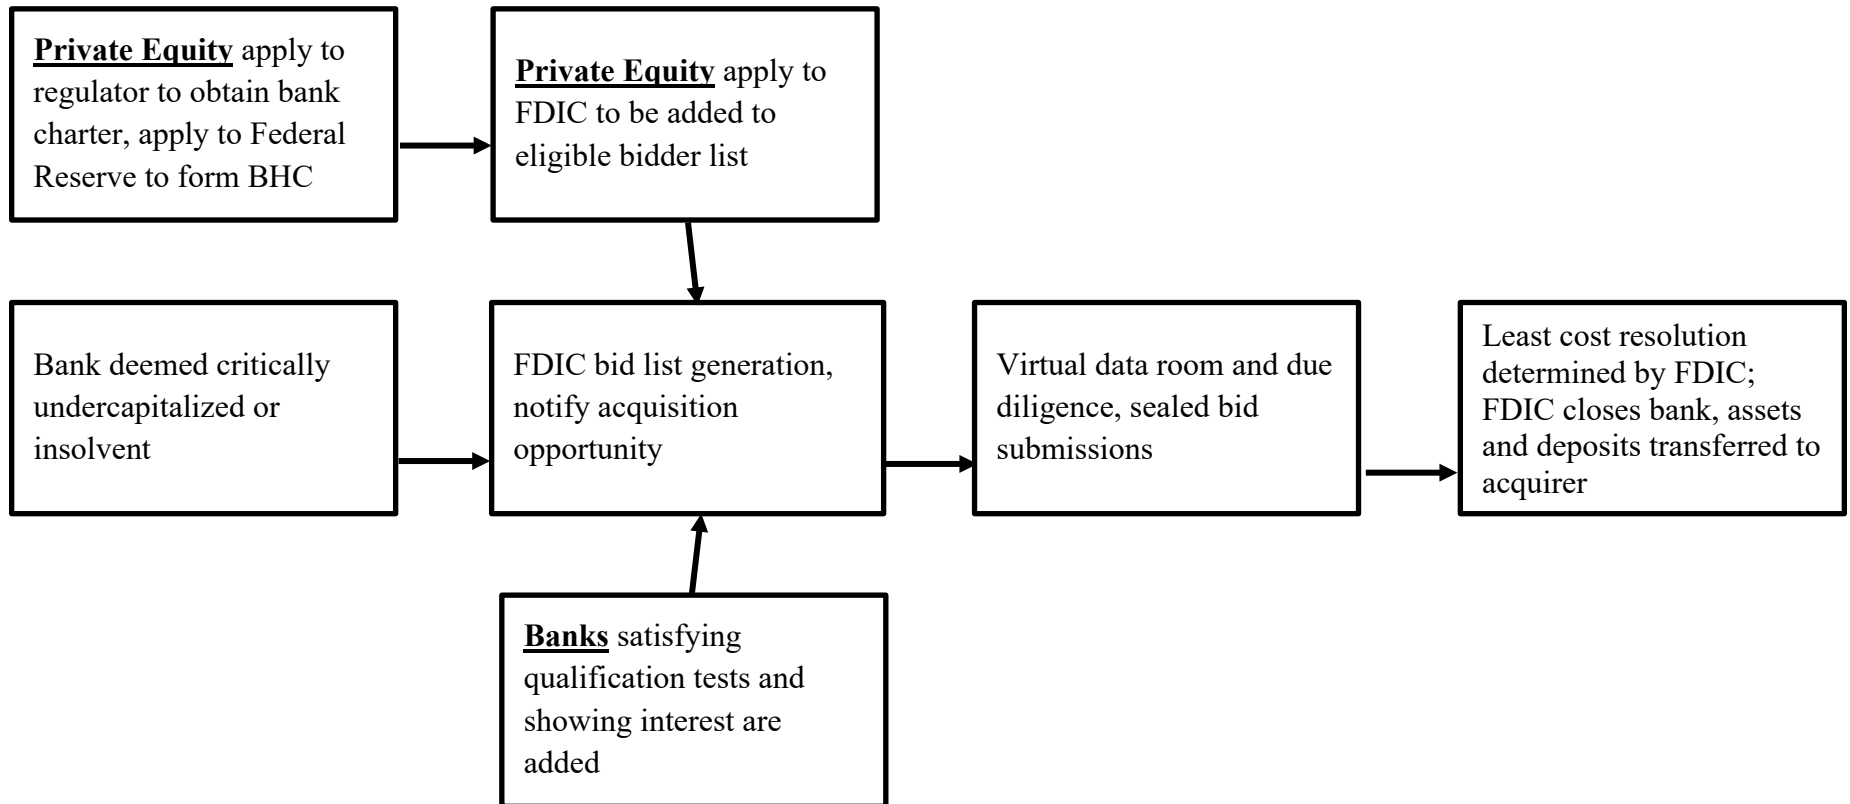 Private Equity apply to
regulator to obtain bank
charter, apply to Federal
Reserve to form BHC
Private Equity apply to
FDIC to be added to
eligible bidder list
Bank deemed critically
undercapitalized or
insolvent
FDIC bid list generation,
notify acquisition
opportunity
Virtual data room and due
diligence, sealed bid
submissions
Least cost resolution
determined by FDIC;
FDIC closes bank, assets
and deposits transferred to
acquirer
Banks satisfying
qualification tests and
showing interest are
added